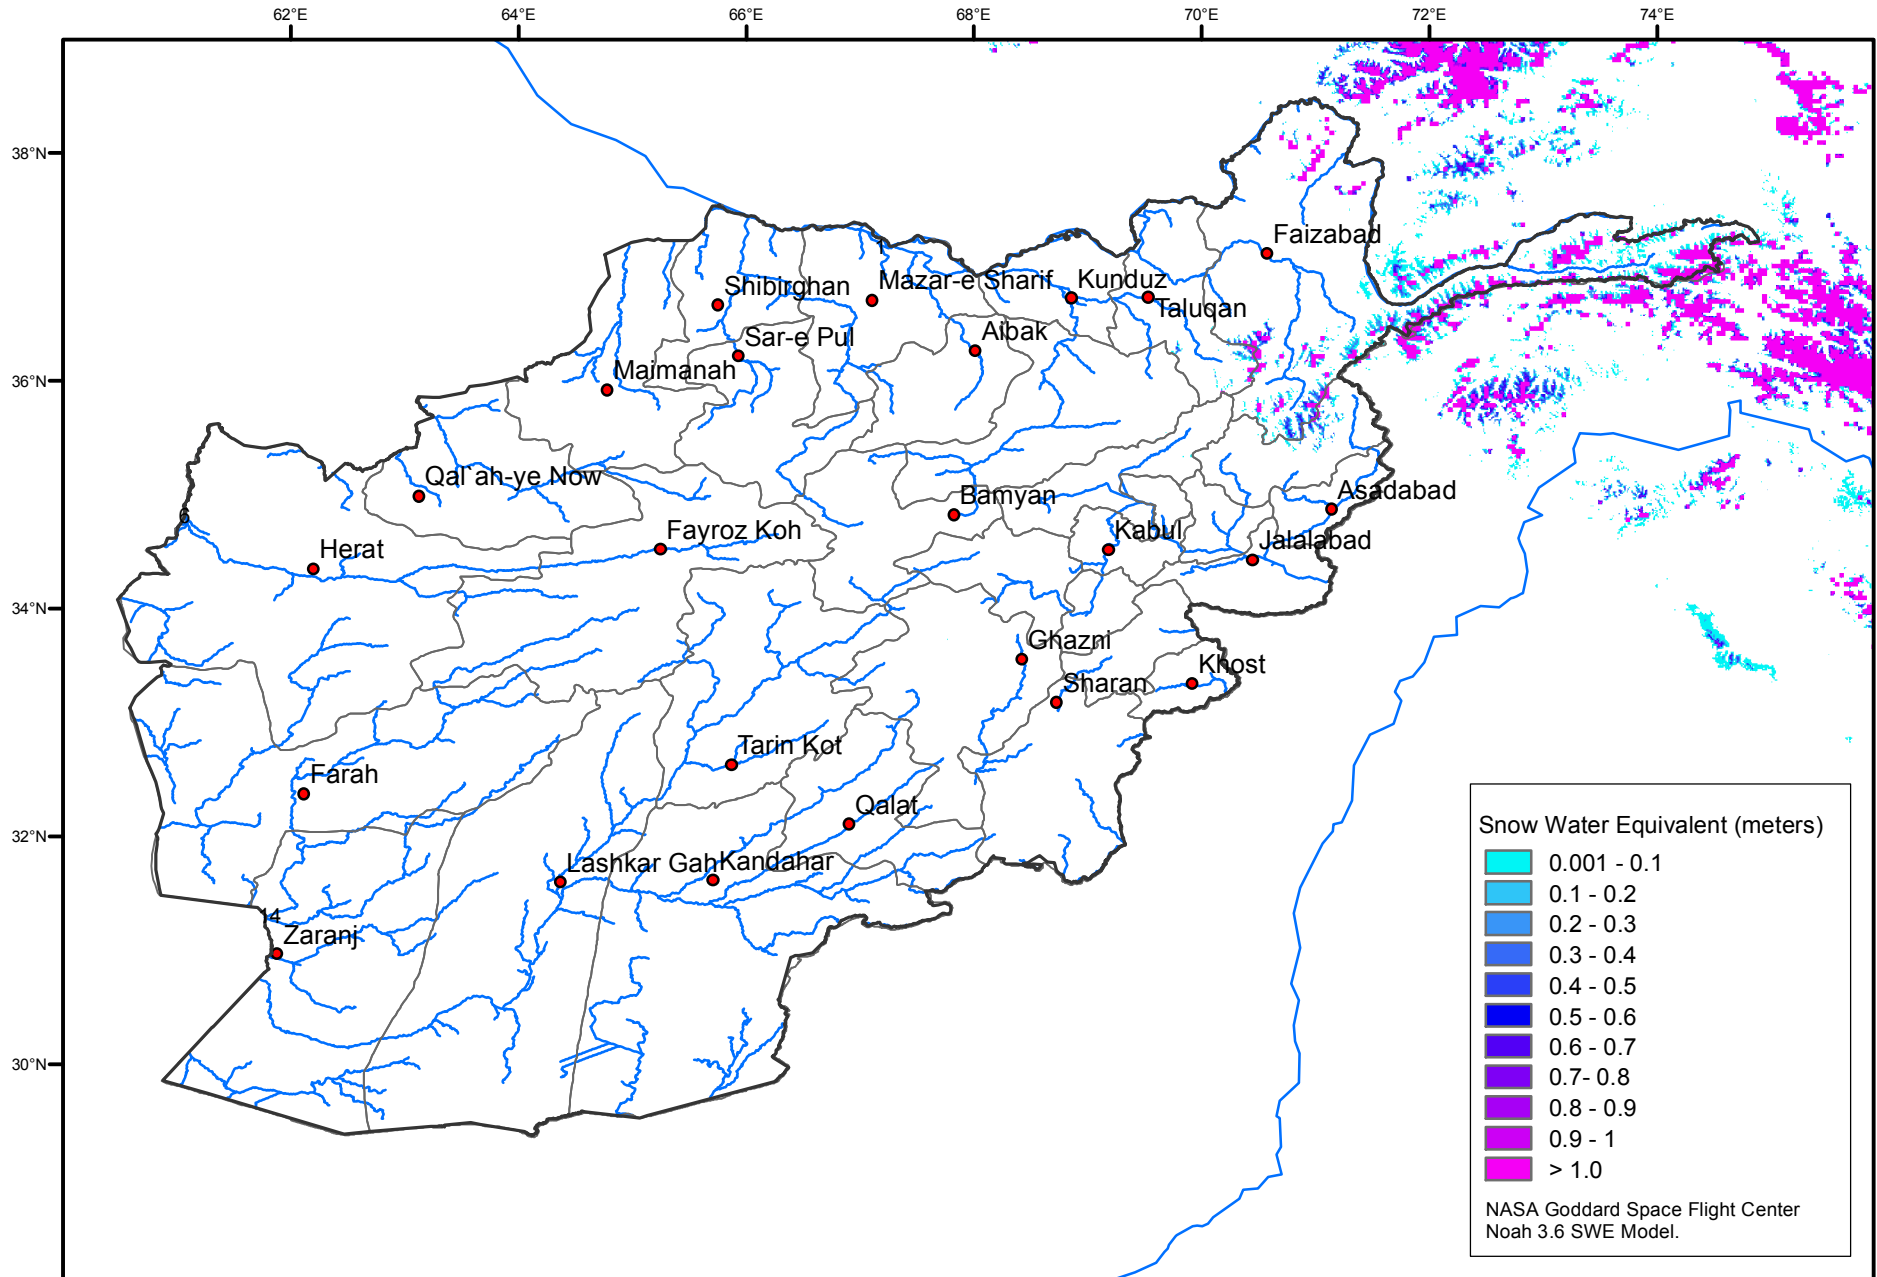 62°E 64°E 66°E 68°E 70°E 72°E 74°E
38°N
Faizabad
1
Shibirghan
Mazar-e Sharif
Kunduz
Taluqan
Sar-e Pul
Aibak
36°N
Maimanah
Qal`ah-ye Now
Bamyan
Asadabad
6
Fayroz Koh
Kabul
Herat
Jalalabad
34°N
Ghazni
Khost
Sharan
Tarin Kot
Farah
Qalat
32°N
Lashkar Gah
Kandahar
14
Zaranj
30°N
Snow Water Equivalent (meters)
0.001 - 0.1
0.1 - 0.2
0.2 - 0.3
0.3 - 0.4
0.4 - 0.5
0.5 - 0.6
0.6 - 0.7
0.7- 0.8
0.8 - 0.9
0.9 - 1
> 1.0
NASA Goddard Space Flight Center
Noah 3.6 SWE Model.